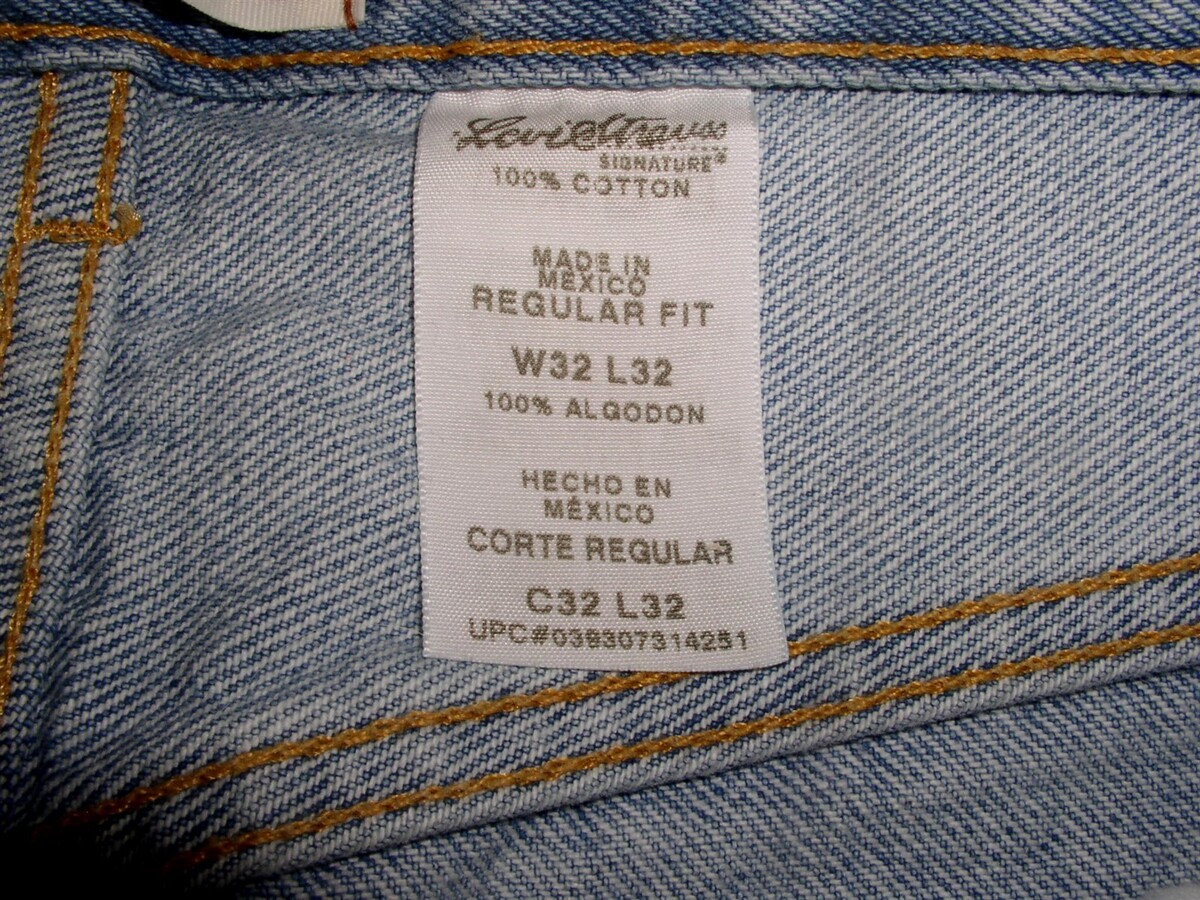 Levi Strauss
SIGNATURE®
100% COTTON
MADE IN
MEXICO
REGULAR FIT
W32 L32
100% ALGODON
HECHO EN
MÉXICO
CORTE REGULAR
C32 L32
UPC#039307314251